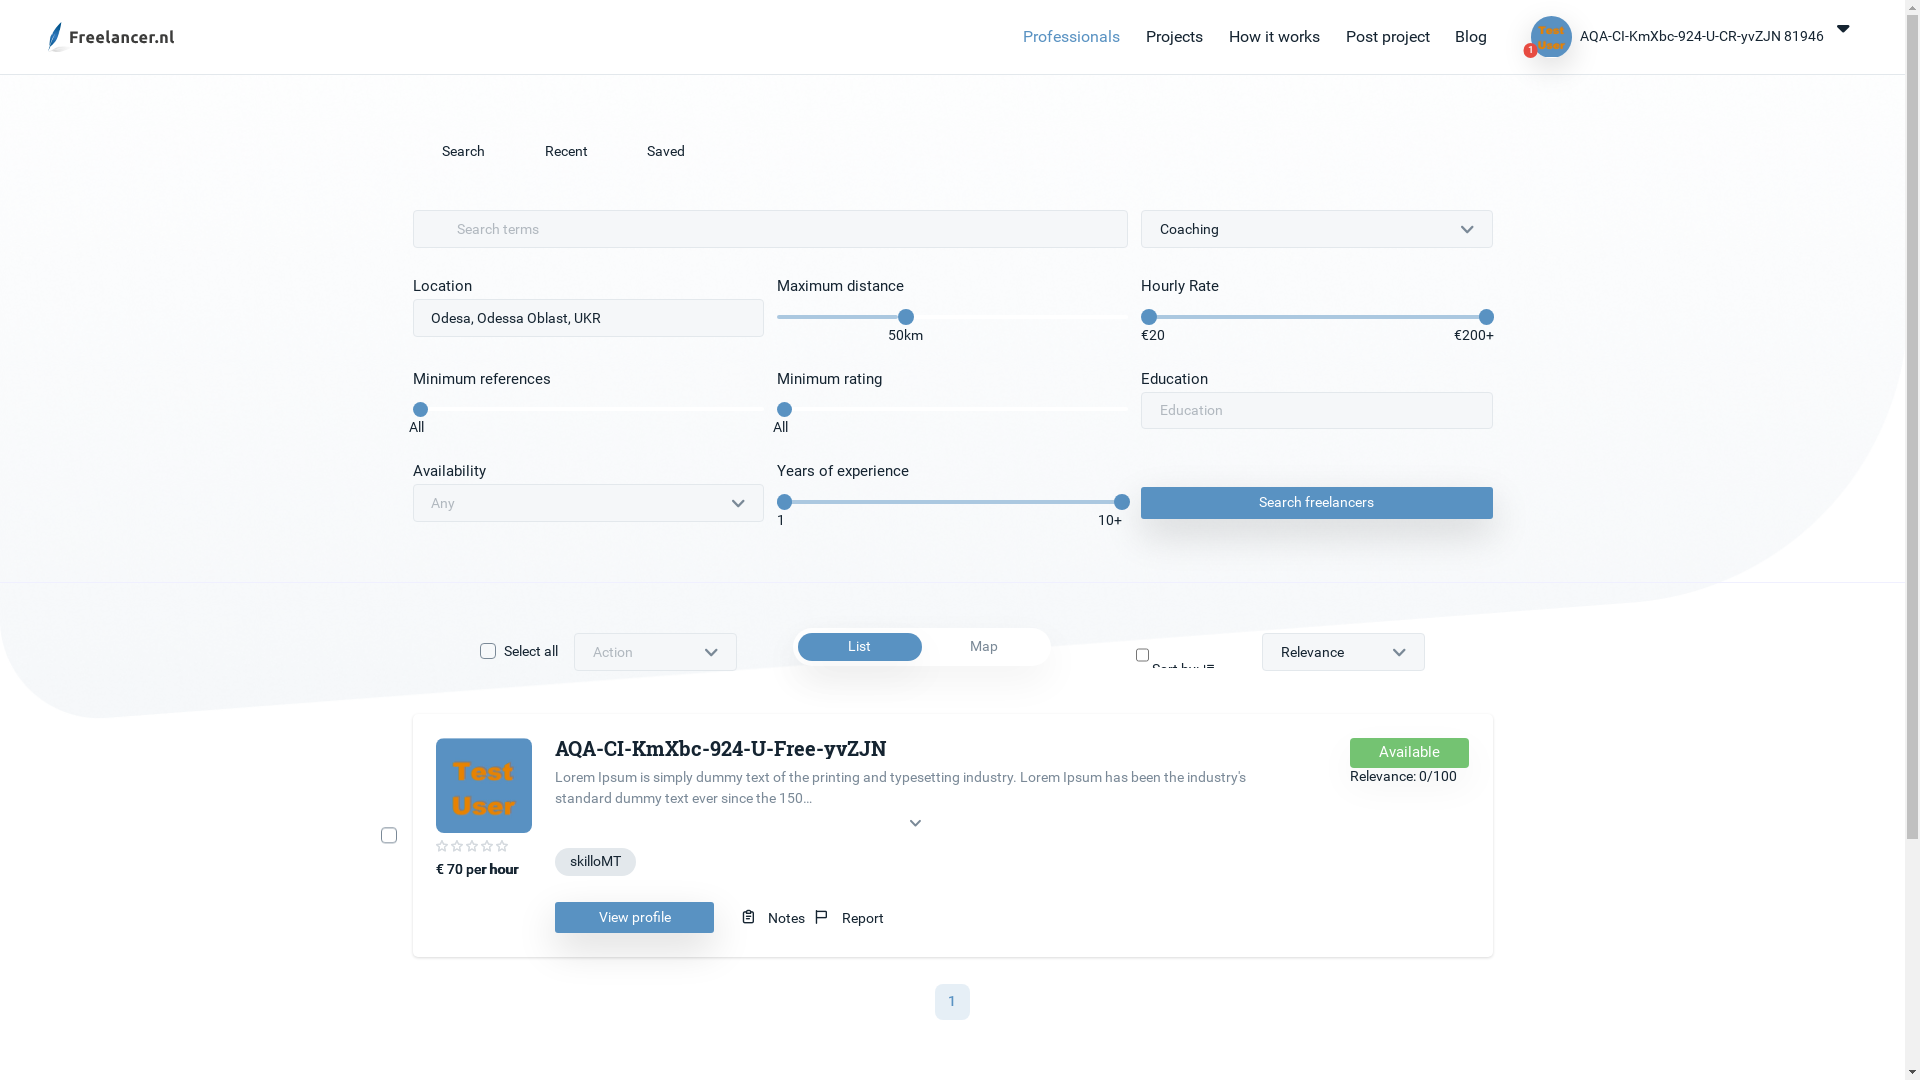 Freelancer.nl
Professionals
Projects
How it works
Post project
Blog
Test
User
1
AQA-CI-KmXbc-924-U-CR-yvZJN 81946
Search
Recent
Saved
Search terms
Coaching
Location
Maximum distance
Hourly Rate
Odesa, Odessa Oblast, UKR
50km
€20
€200+
Minimum references
Minimum rating
Education
All
All
Education
Availability
Years of experience
Any
1
10+
Search freelancers
Select all
Action
List
Map
Sort by:
Relevance
Test
User
AQA-CI-KmXbc-924-U-Free-yvZJN
Available
Lorem Ipsum is simply dummy text of the printing and typesetting industry. Lorem Ipsum has been the industry's
standard dummy text ever since the 150...
Relevance: 0/100
€ 70 per hour
skilloMT
View profile
Notes
Report
1